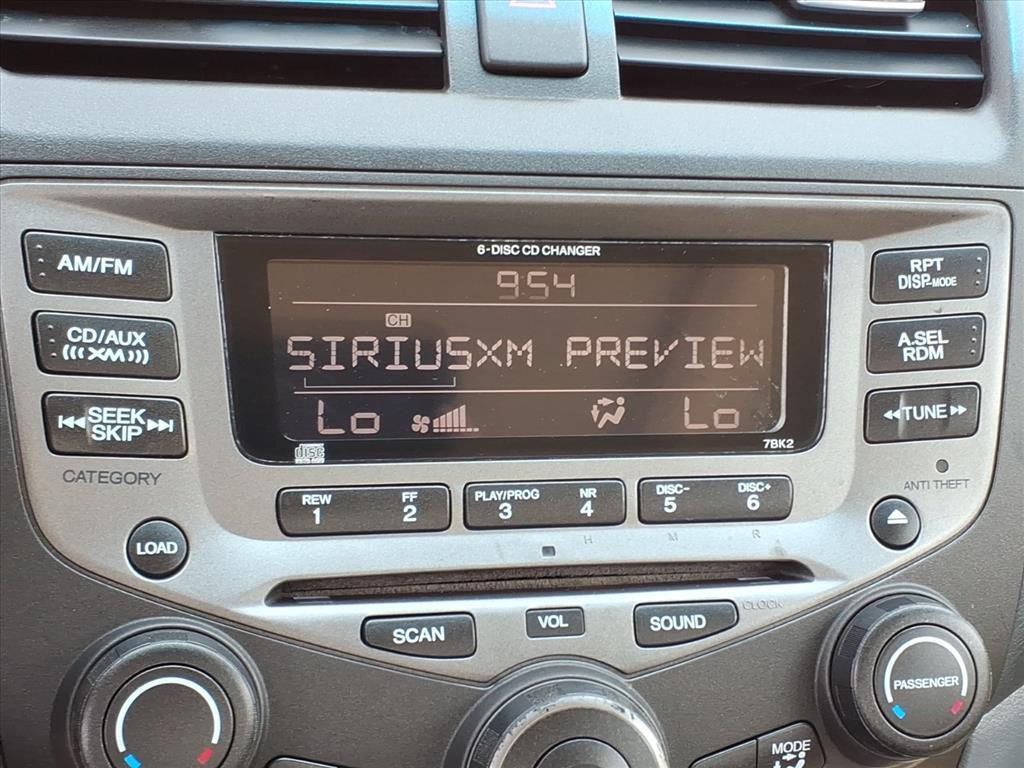 6-DISC CD CHANGER
AM/FM
9:54
RPT
DISP-MODE
CD/AUX
(((XM)))
CH
SIRIUSXM PREVIEW
A.SEL
RDM
SEEK
SKIP
Lo Lo
TUNE
disc
7BK2
CATEGORY
ANTI THEFT
REW
1
FF
2
PLAY/PROG
3
NR
4
DISC-
5
DISC+
6
H M R
LOAD
SCAN
VOL
SOUND
CLOCK
PASSENGER
MODE